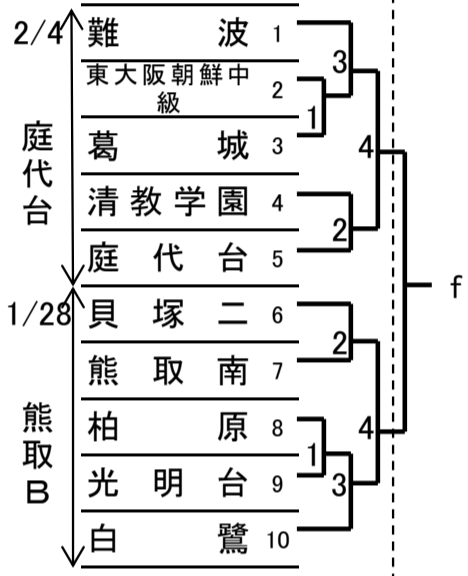 2/4
庭代台
難波 1
東大阪朝鮮中
級 2
葛城 3
清教学園 4
庭代台 5
1/28
熊取B
貝塚二 6
熊取南 7
柏原 8
光明台 9
白鷺 10
3
1
4
2
f
2
4
1
3